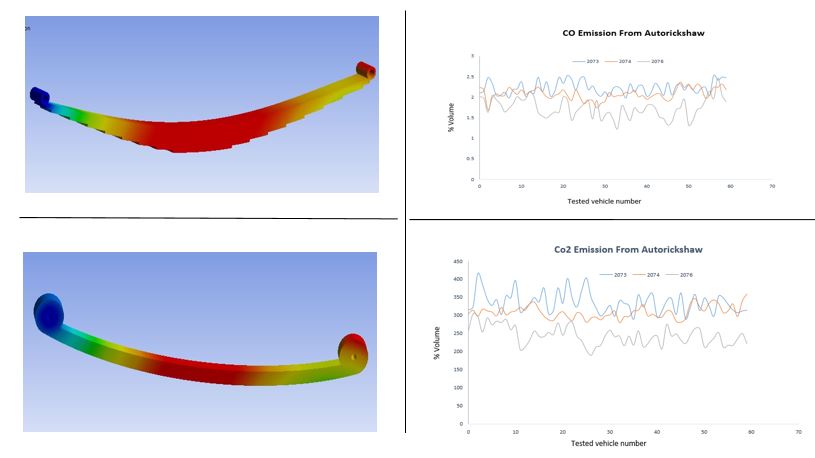 on
CO Emission From Autorickshaw
2073 2074 2076
% Volume
3
2.5
2
1.5
1
0.5
0
0 10 20 30 40 50 60 70
Tested vehicle number
Co2 Emission From Autorickshaw
2073 2074 2076
% Volume
450
400
350
300
250
200
150
100
50
0
0 10 20 30 40 50 60 70
Tested vehicle number